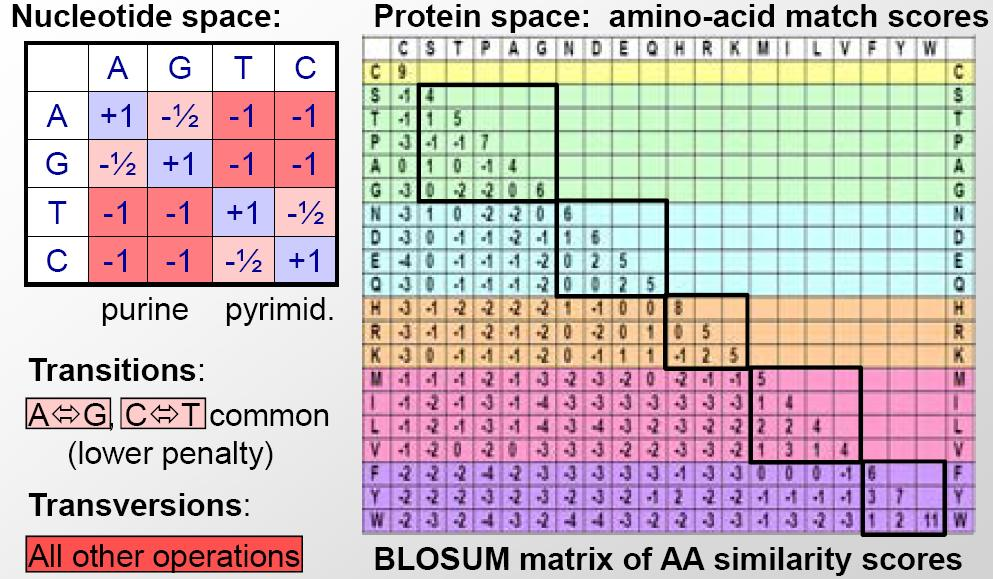 Nucleotide space:
A G T C
A +1 -½ -1 -1
G -½ +1 -1 -1
T -1 -1 +1 -½
C -1 -1 -½ +1
purine pyrimid.
Transitions:
A⇔G, C⇔T common
(lower penalty)
Transversions:
All other operations
Protein space: amino-acid match scores
C S T P A G N D E Q H R K M I L V F Y W
C 9 C
S -1 4 S
T -1 1 5 T
P -3 -1 -1 7 P
A 0 1 0 -1 4 A
G -3 0 -2 -2 0 6 G
N -3 1 0 -2 -2 0 6 N
D -3 0 -1 -1 -2 -1 1 6 D
E -4 0 -1 -1 -1 -2 0 2 5 E
Q -3 0 -1 -1 -1 -2 0 0 2 5 Q
H -3 -1 -2 -2 -2 -2 1 -1 0 0 8 H
R -3 -1 -1 -2 -1 -2 0 -2 0 1 0 5 R
K -3 0 -1 -1 -1 -2 0 -1 1 1 -1 2 5 K
M -1 -1 -1 -2 -1 -3 -2 -3 -2 0 -2 -1 -1 5 M
I -1 -2 -1 -3 -1 -4 -3 -3 -3 -3 -3 -3 -3 1 4 I
L -1 -2 -1 -3 -1 -4 -3 -4 -3 -2 -3 -2 -2 2 2 4 L
V -1 -2 0 -2 0 -3 -3 -3 -2 -2 -3 -3 -2 1 3 1 4 V
F -2 -2 -2 -4 -2 -3 -3 -3 -3 -3 -1 -3 -3 0 0 0 -1 6 F
Y -2 -2 -2 -3 -2 -3 -2 -3 -2 -1 2 -2 -2 -1 -1 -1 -1 3 7 Y
W -2 -3 -2 -4 -3 -2 -4 -4 -3 -2 -2 -3 -3 -1 -3 -2 -3 1 2 11 W
BLOSUM matrix of AA similarity scores